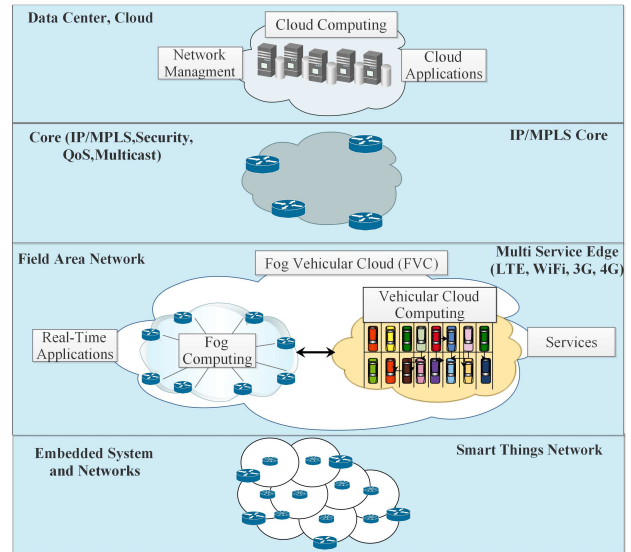 Data Center, Cloud
Cloud Computing
Network
Managment
Cloud
Applications
Core (IP/MPLS,Security,
QoS,Multicast)
IP/MPLS Core
Field Area Network
Fog Vehicular Cloud (FVC)
Multi Service Edge
(LTE, WiFi, 3G, 4G)
Vehicular Cloud
Computing
Real-Time
Applications
Fog
Computing
Services
Embedded System
and Networks
Smart Things Network